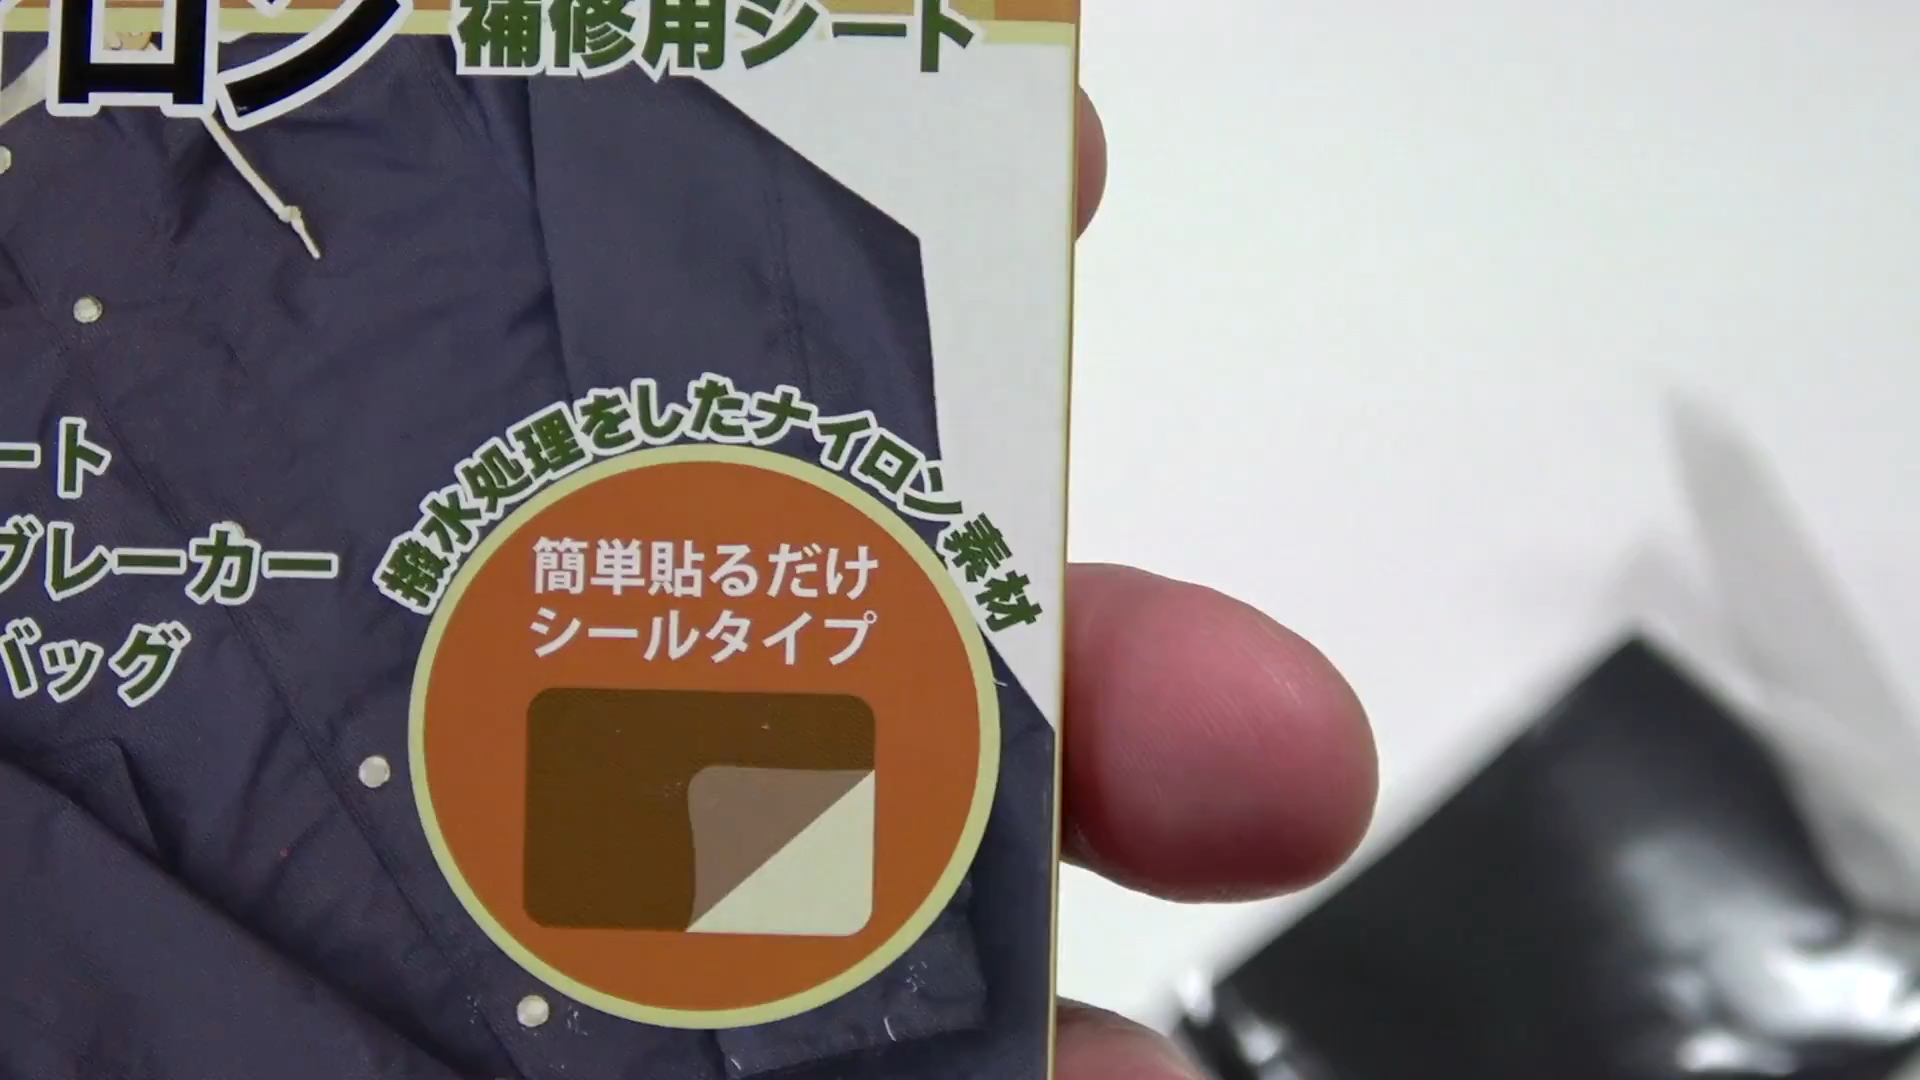 イロン補修用シート
ート
ブレーカー
バッグ
撥水処理をしたナイロン素材
簡単貼るだけ
シールタイプ